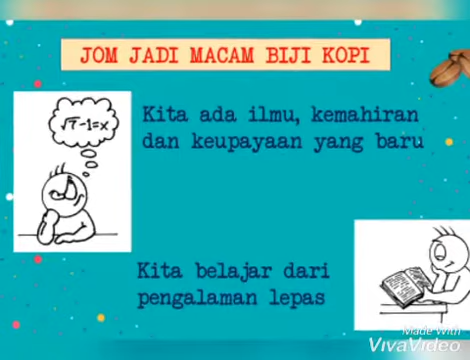 JOM JADI MACAM BIJI KOPI
√1-1=x
Kita ada ilmu, kemahiran
dan keupayaan yang baru
Kita belajar dari
pengalaman lepas
Made With
VivaVideo